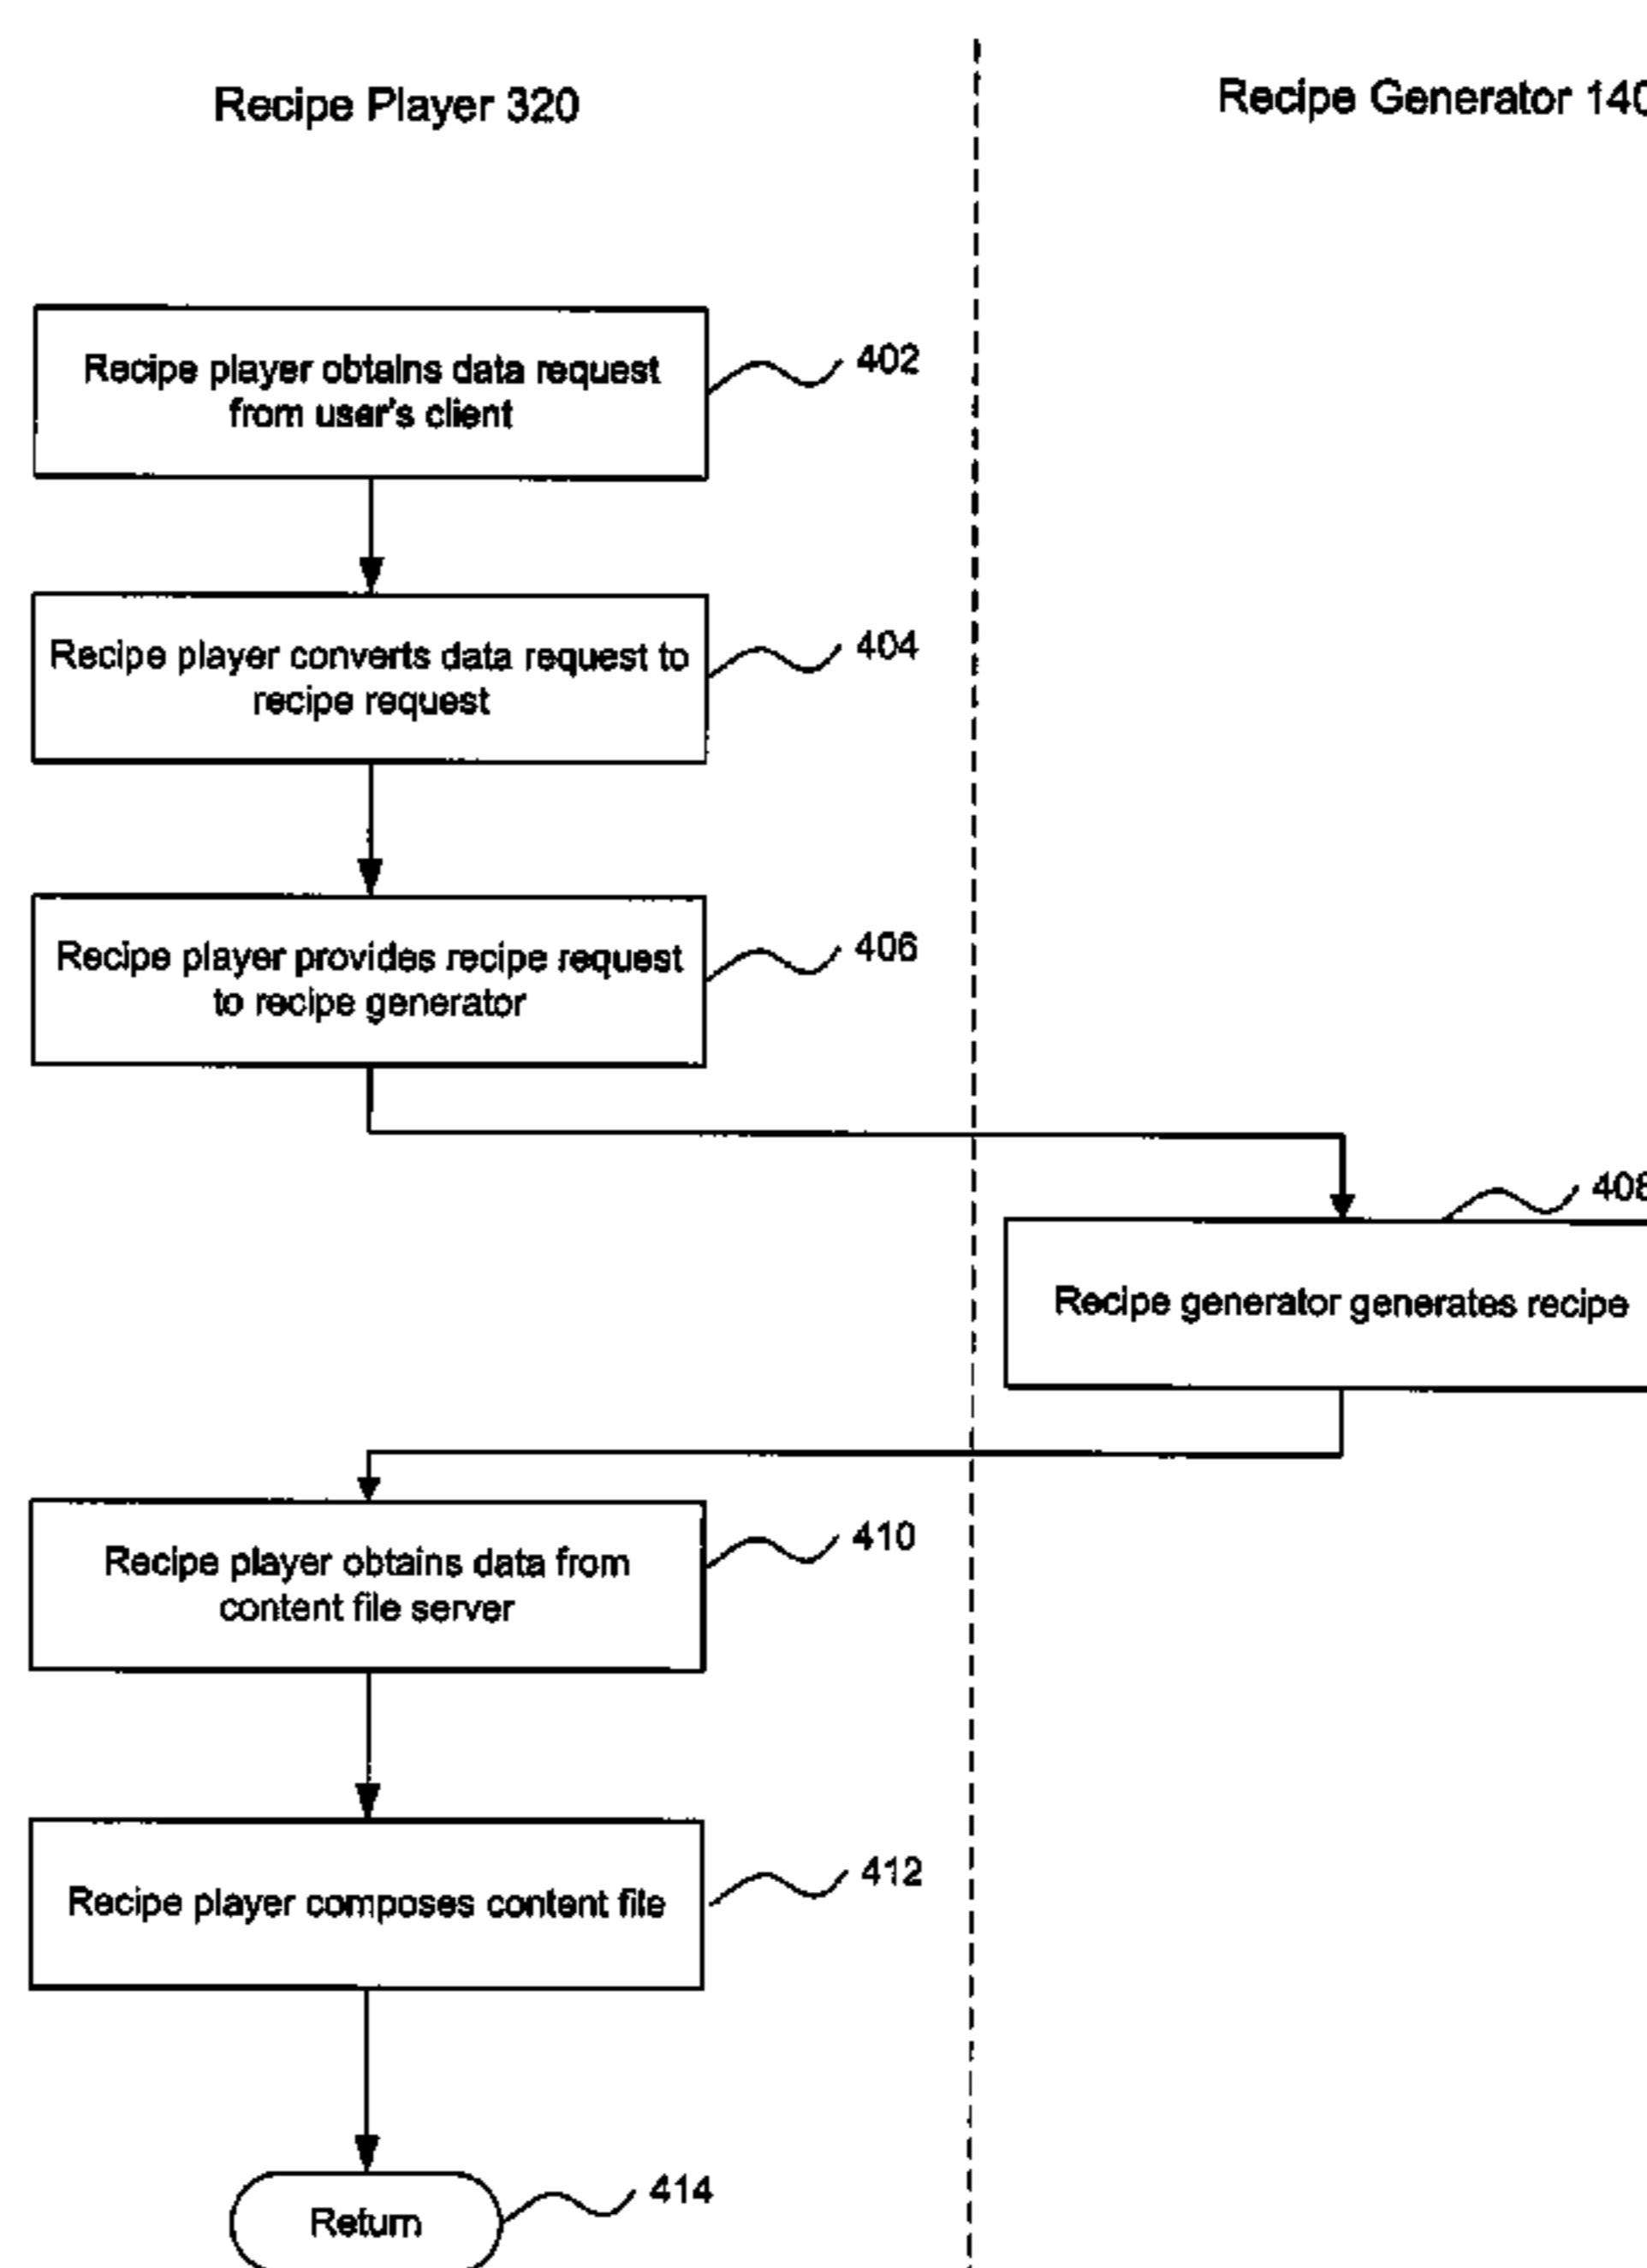 Recipe Player 320
Recipe Generator 140
Recipe player obtains data request
from user's client
402
Recipe player converts data request to
recipe request
404
Recipe player provides recipe request
to recipe generator
406
408
Recipe generator generates recipe
Recipe player obtains data from
content file server
410
Recipe player composes content file
412
Return
414